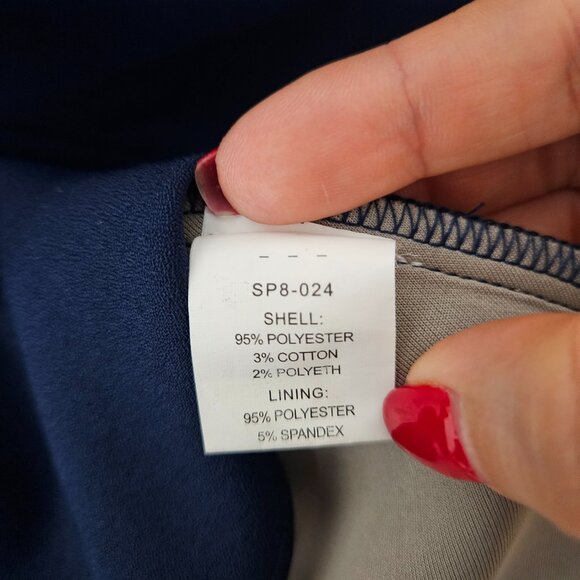 - - -
SP8-024
SHELL:
95% POLYESTER
3% COTTON
2% POLYETH
LINING:
95% POLYESTER
5% SPANDEX